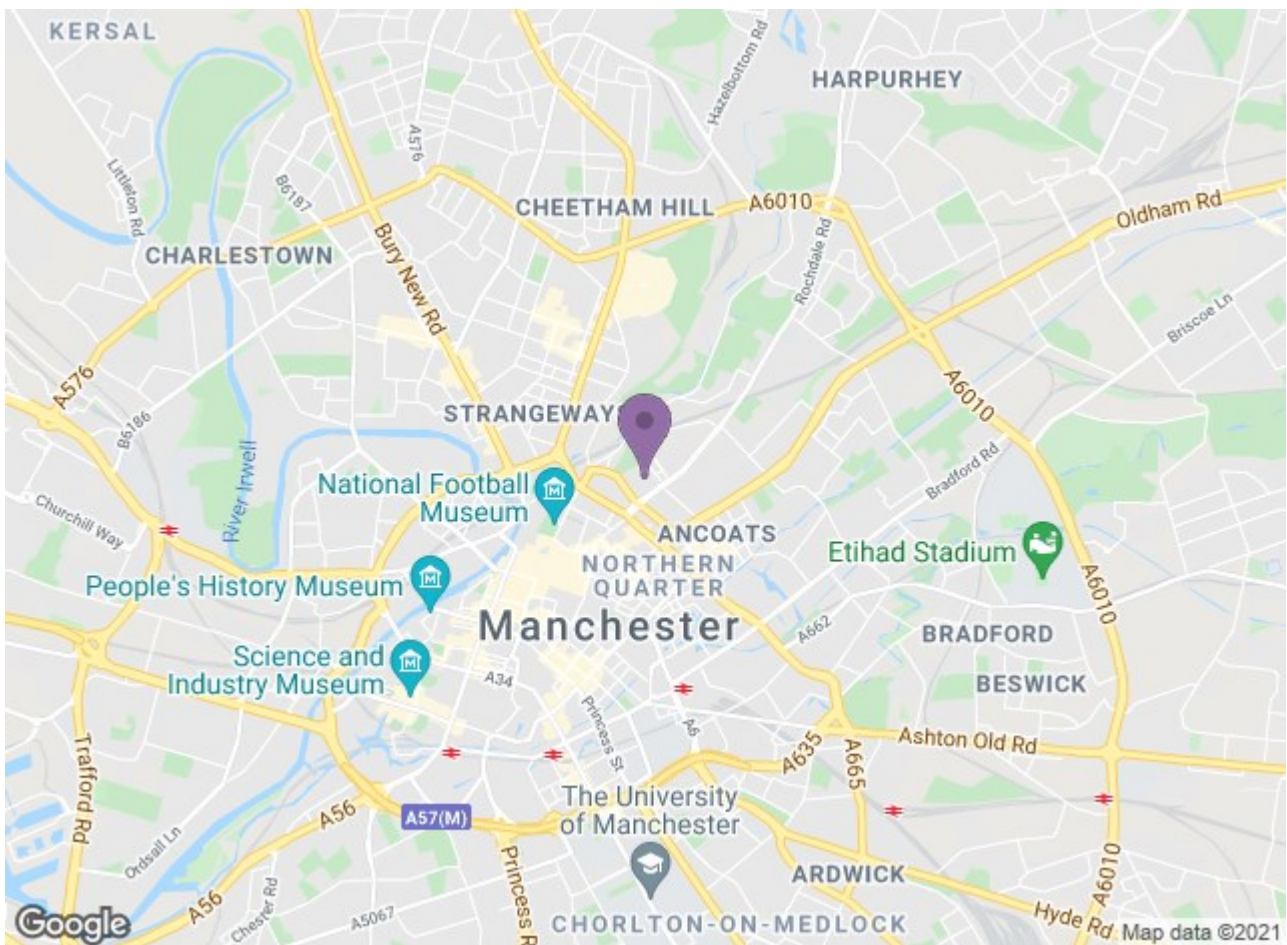 KERSAL
HARPURHEY
Hazelbottom Rd
A576
Littleton Rd
B6187
CHEETHAM HILL
A6010
Oldham Rd
CHARLESTOWN
Bury New Rd
Rochdale Rd
Briscoe Ln
A576
B6186
A6010
STRANGEWAYS
River Irwell
Bradford Rd
National Football
Museum
Churchill Way
ANCOATS
Etihad Stadium
NORTHERN
QUARTER
People's History Museum
A6010
Manchester
A662
BRADFORD
Science and
Industry Museum
A34
BESWICK
Princess St
A6
Trafford Rd
A635
A665
Ashton Old Rd
A56
A57(M)
The University
of Manchester
Ordsall Ln
Princess R
ARDWICK
A6010
A56
Chester Rd
A5067
CHORLTON-ON-MEDLOCK
Hyde Rd
Google
Map data ©2021